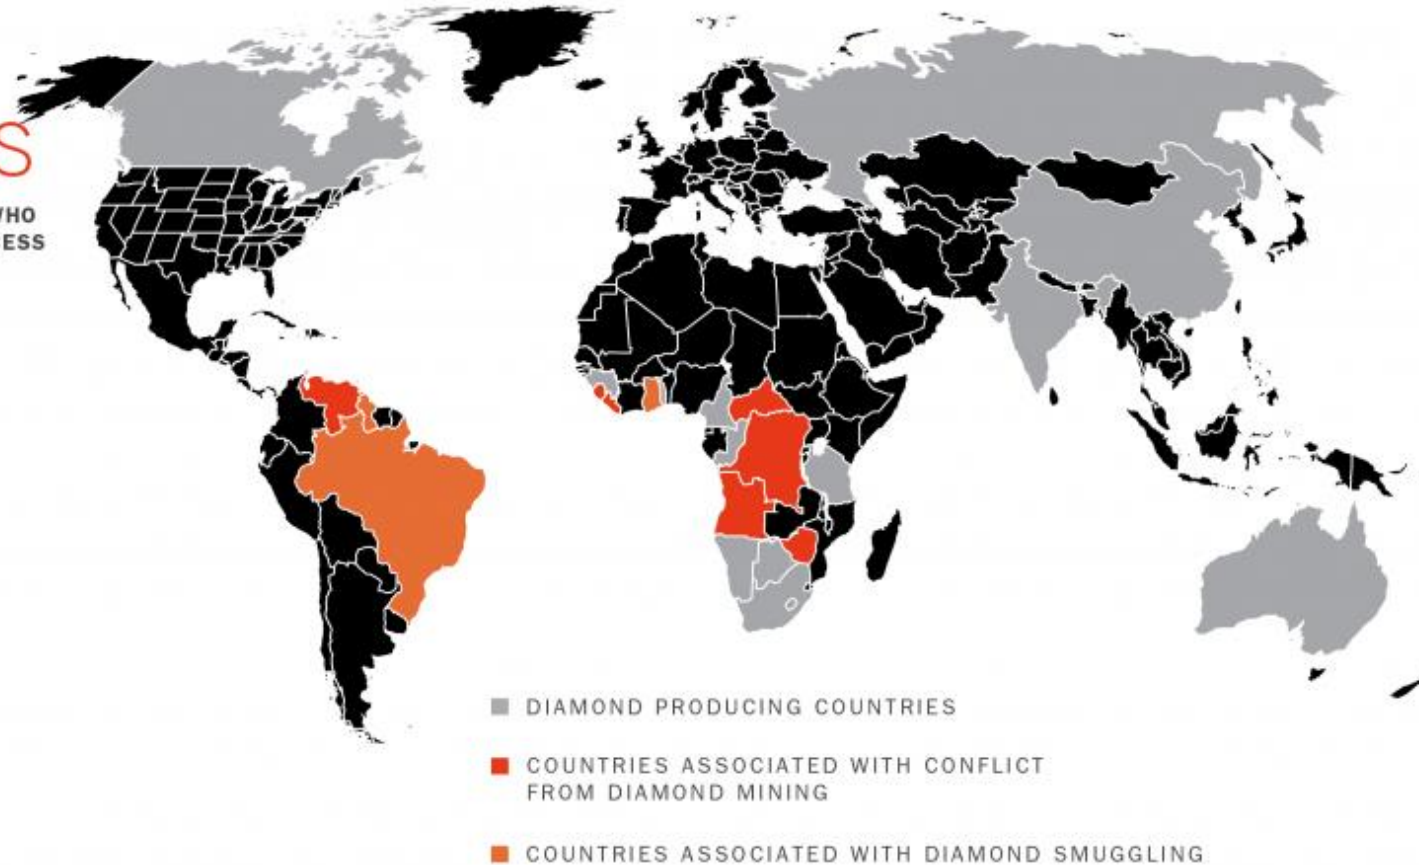 S
WHO
ESS
DIAMOND PRODUCING COUNTRIES
COUNTRIES ASSOCIATED WITH CONFLICT
FROM DIAMOND MINING
COUNTRIES ASSOCIATED WITH DIAMOND SMUGGLING